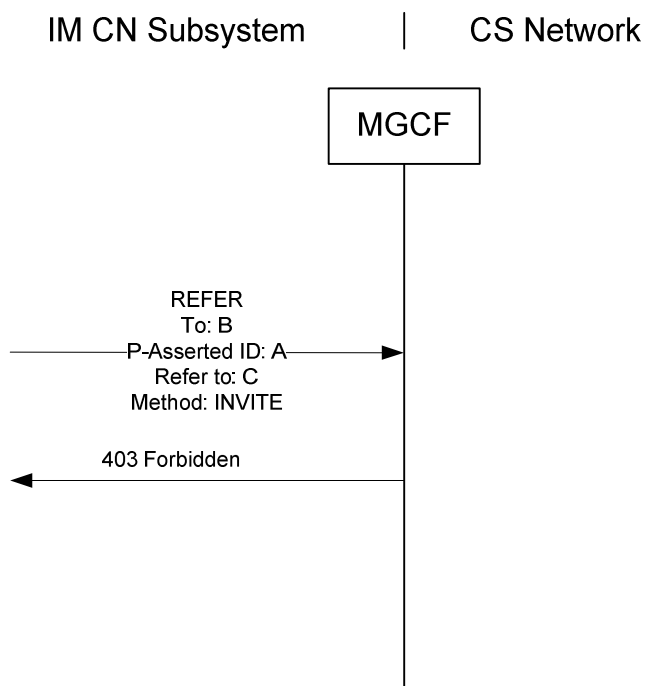 IM CN Subsystem | CS Network
MGCF
REFER
To: B
P-Asserted ID: A
Refer to: C
Method: INVITE
403 Forbidden